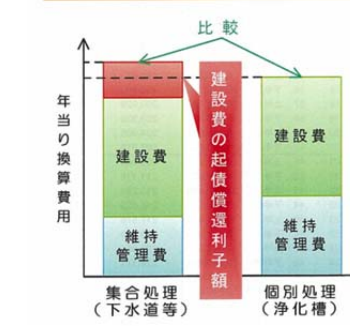 比較
年当り換算費用
建設費
維持
管理費
建設費の起債償還利子額
建設費
維持
管理費
集合処理
(下水道等)
個別処理
(浄化槽)